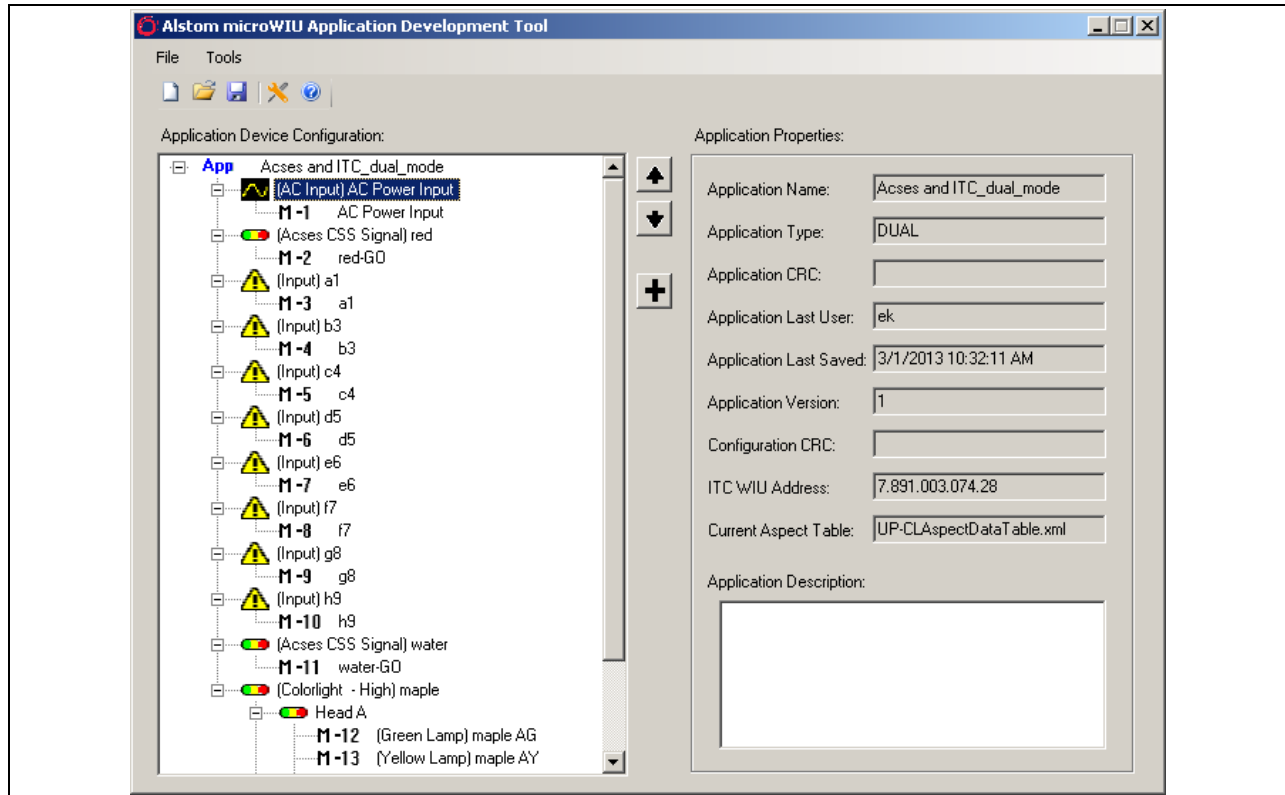 Alstom microWIU Application Development Tool
File Tools
Application Device Configuration:
App Acses and ITC_dual_mode
(AC Input) AC Power Input
M -1 AC Power Input
(Acses CSS Signal) red
M -2 red-GO
(Input) a1
M -3 a1
(Input) b3
M -4 b3
(Input) c4
M -5 c4
(Input) d5
M -6 d5
(Input) e6
M -7 e6
(Input) f7
M -8 f7
(Input) g8
M -9 g8
(Input) h9
M -10 h9
(Acses CSS Signal) water
M -11 water-GO
(Colorlight - High) maple
Head A
M -12 (Green Lamp) maple AG
M -13 (Yellow Lamp) maple AY
Application Properties:
Application Name: Acses and ITC_dual_mode
Application Type: DUAL
Application CRC:
Application Last User: ek
Application Last Saved: 3/1/2013 10:32:11 AM
Application Version: 1
Configuration CRC:
ITC WIU Address: 7.891.003.074.28
Current Aspect Table: UP-CLAspectDataTable.xml
Application Description: